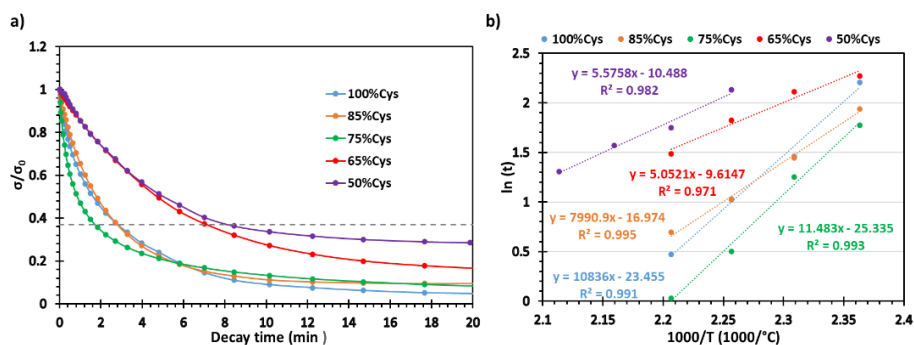 a)
1.2
1
0.8
0.6
0.4
0.2
0
σ/σ0
100%Cys
85%Cys
75%Cys
65%Cys
50%Cys
0 2 4 6 8 10 12 14 16 18 20
Decay time (min )
b)
100%Cys 85%Cys 75%Cys 65%Cys 50%Cys
2.5
2
1.5
1
0.5
0
ln (t)
y = 5.5758x - 10.488
R² = 0.982
y = 5.0521x - 9.6147
R² = 0.971
7990.9x - 16.974
R² = 0.995
11.483x - 25.335
R² = 0.993
10836x - 23.455
R² = 0.991
2.1 2.15 2.2 2.25 2.3 2.35 2.4
1000/T (1000/°C)